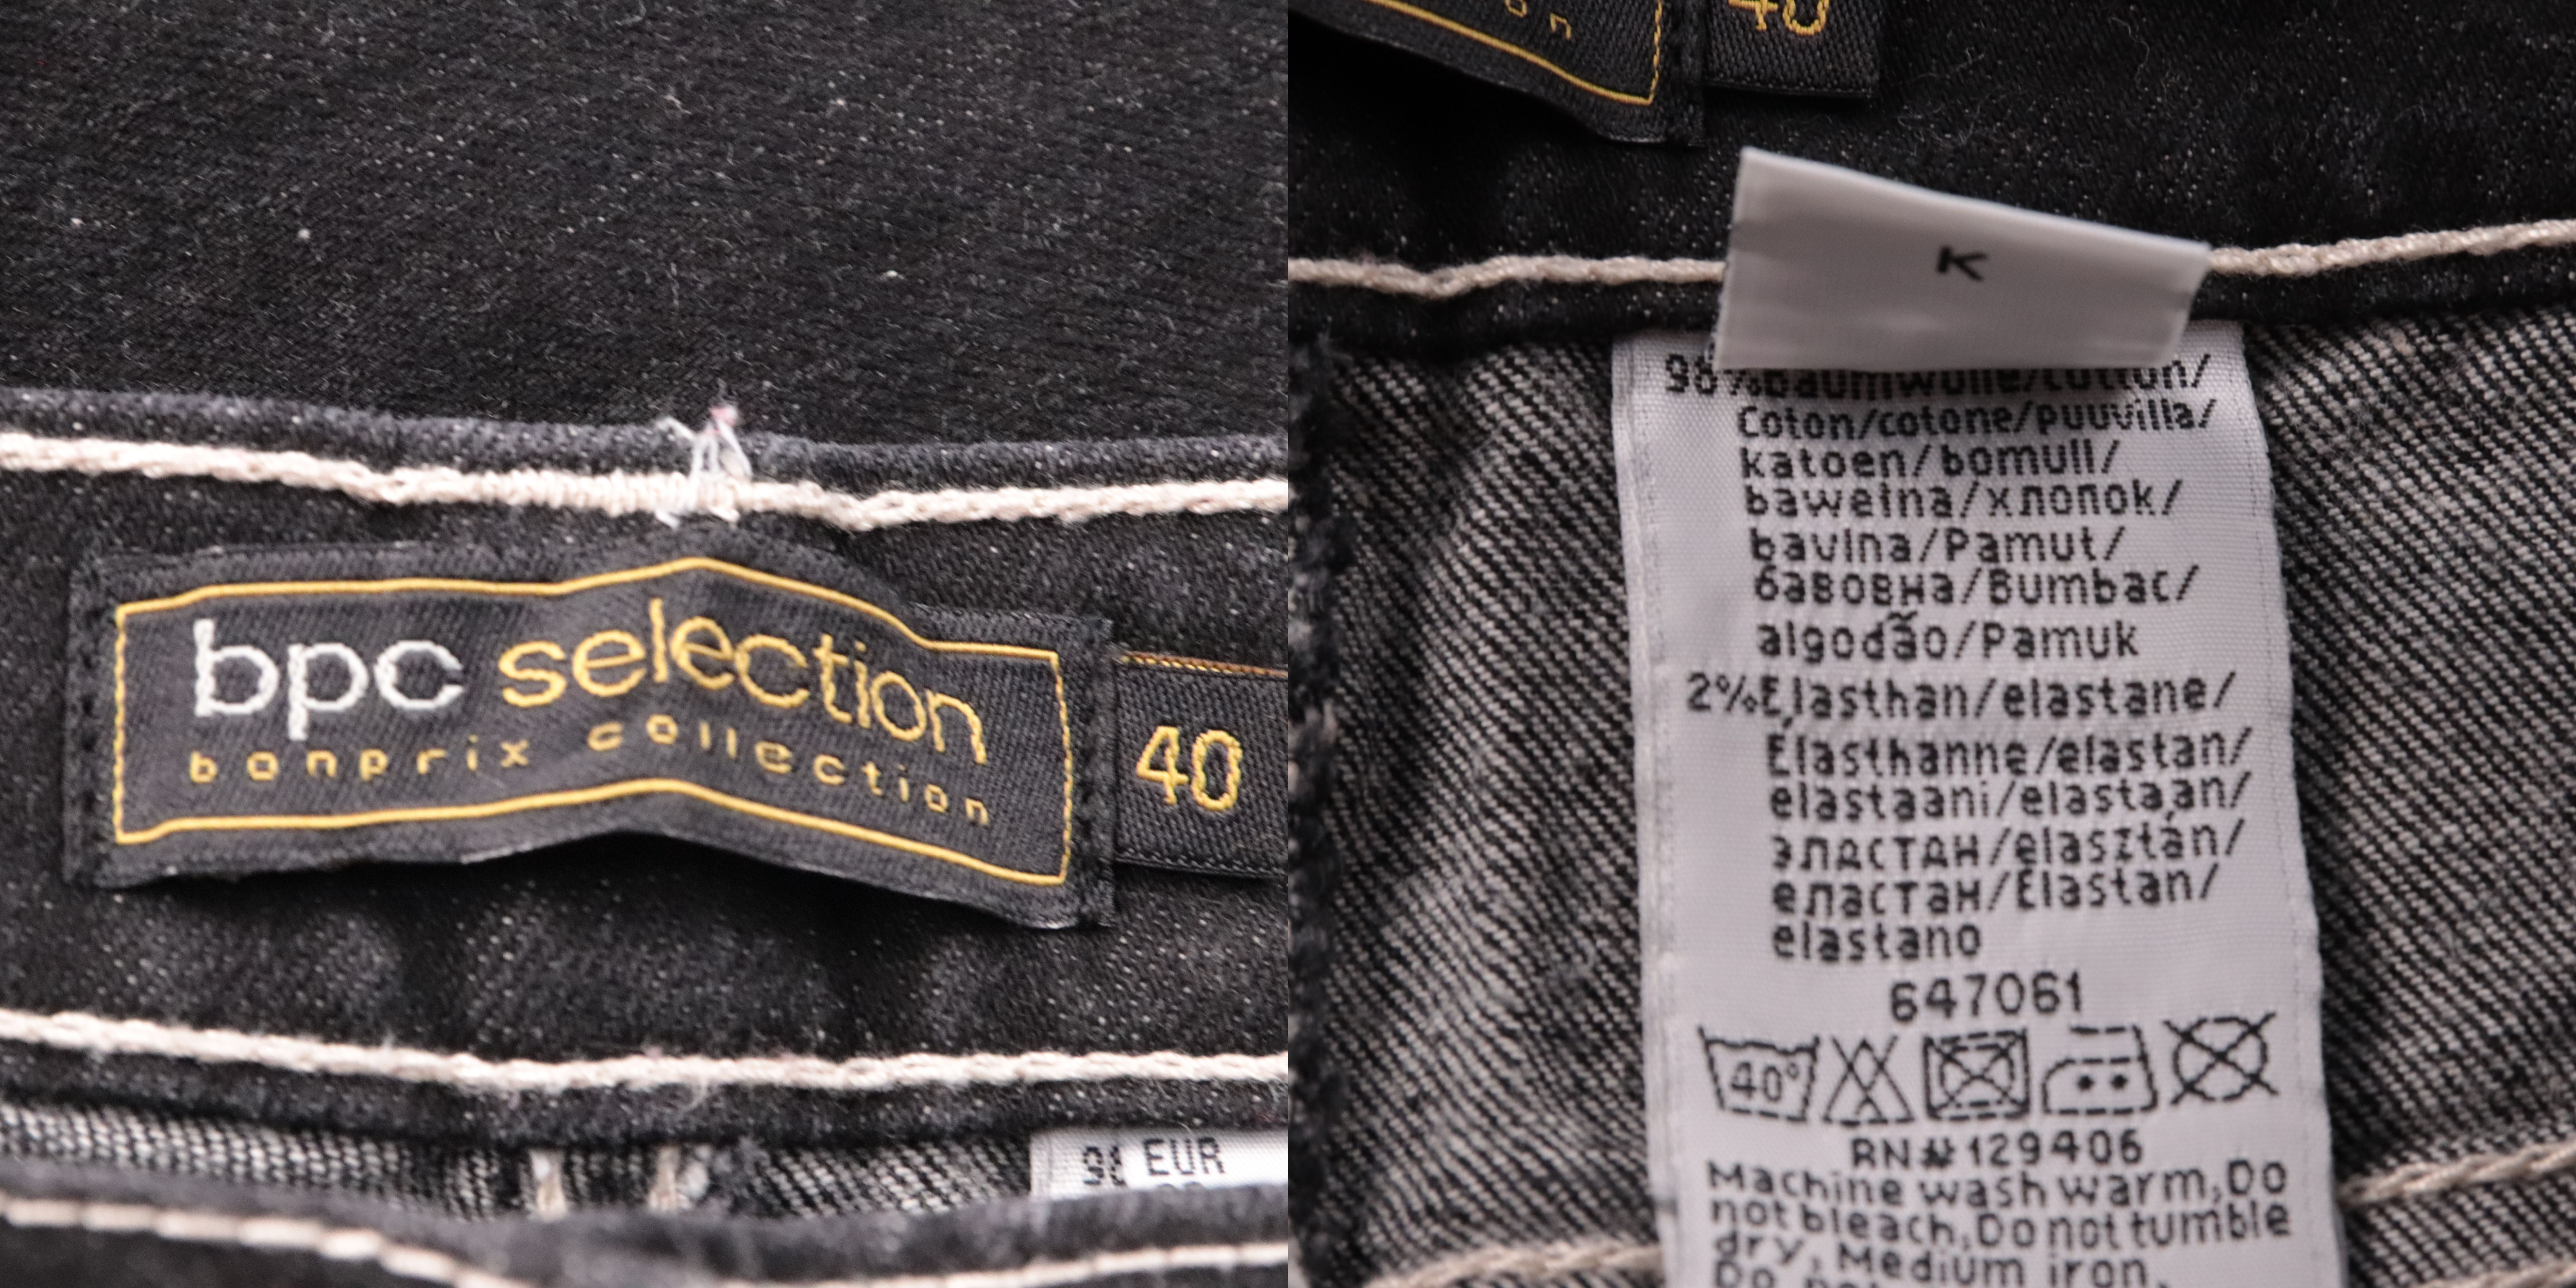 bpc selection
bonprix collection
40
EUR
on
40
K
98%Baumwolle/cotton/
Coton/cotone/puuvilla/
katoen/bomull/
bawełna/хлопок/
bavlna/Pamut/
бавовна/Bumbac/
algodão/Pamuk
2%Elasthan/elastane/
Élasthanne/elastan/
elastaani/elastaan/
эластан/elasztán/
еластан/Elastan/
elastano
647061
40°
RN#129406
Machine wash warm,Do
not bleach,Do not tumble
dry, Medium iron,